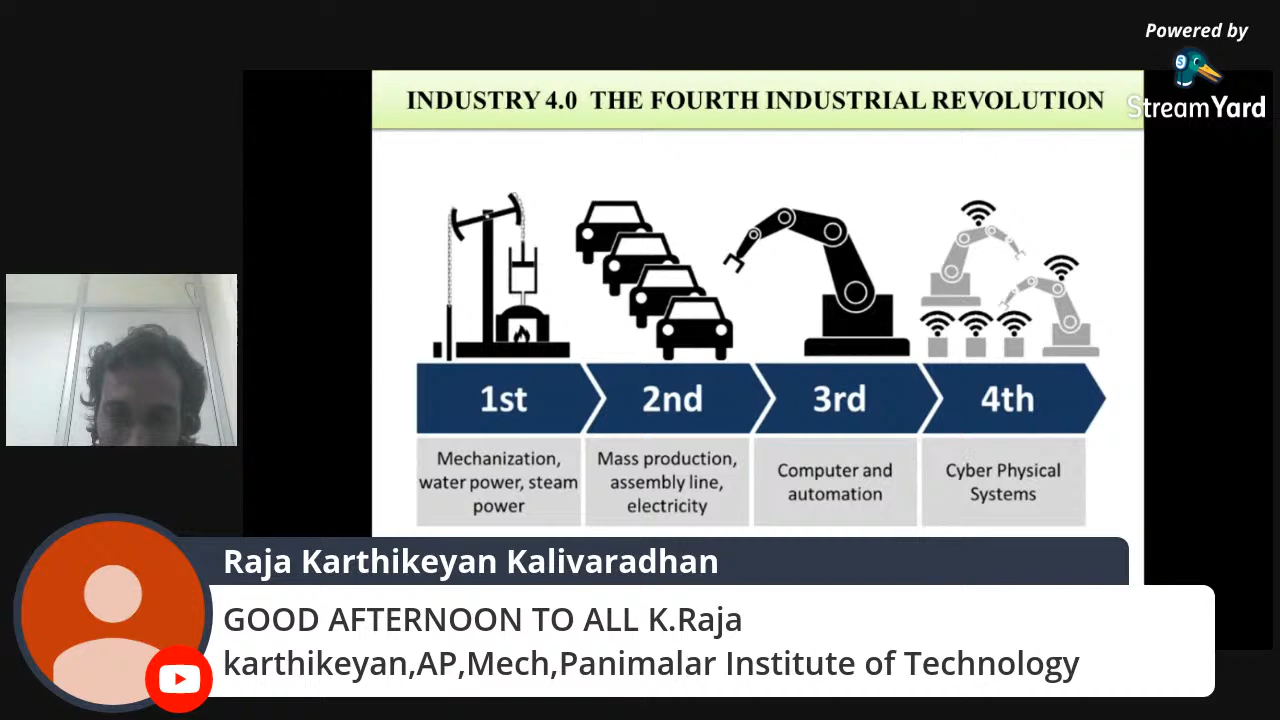 Powered by
StreamYard
INDUSTRY 4.0 THE FOURTH INDUSTRIAL REVOLUTION
1st
2nd
3rd
4th
Mechanization,
water power, steam
power
Mass production,
assembly line,
electricity
Computer and
automation
Cyber Physical
Systems
Raja Karthikeyan Kalivaradhan
GOOD AFTERNOON TO ALL K.Raja
karthikeyan,AP,Mech,Panimalar Institute of Technology